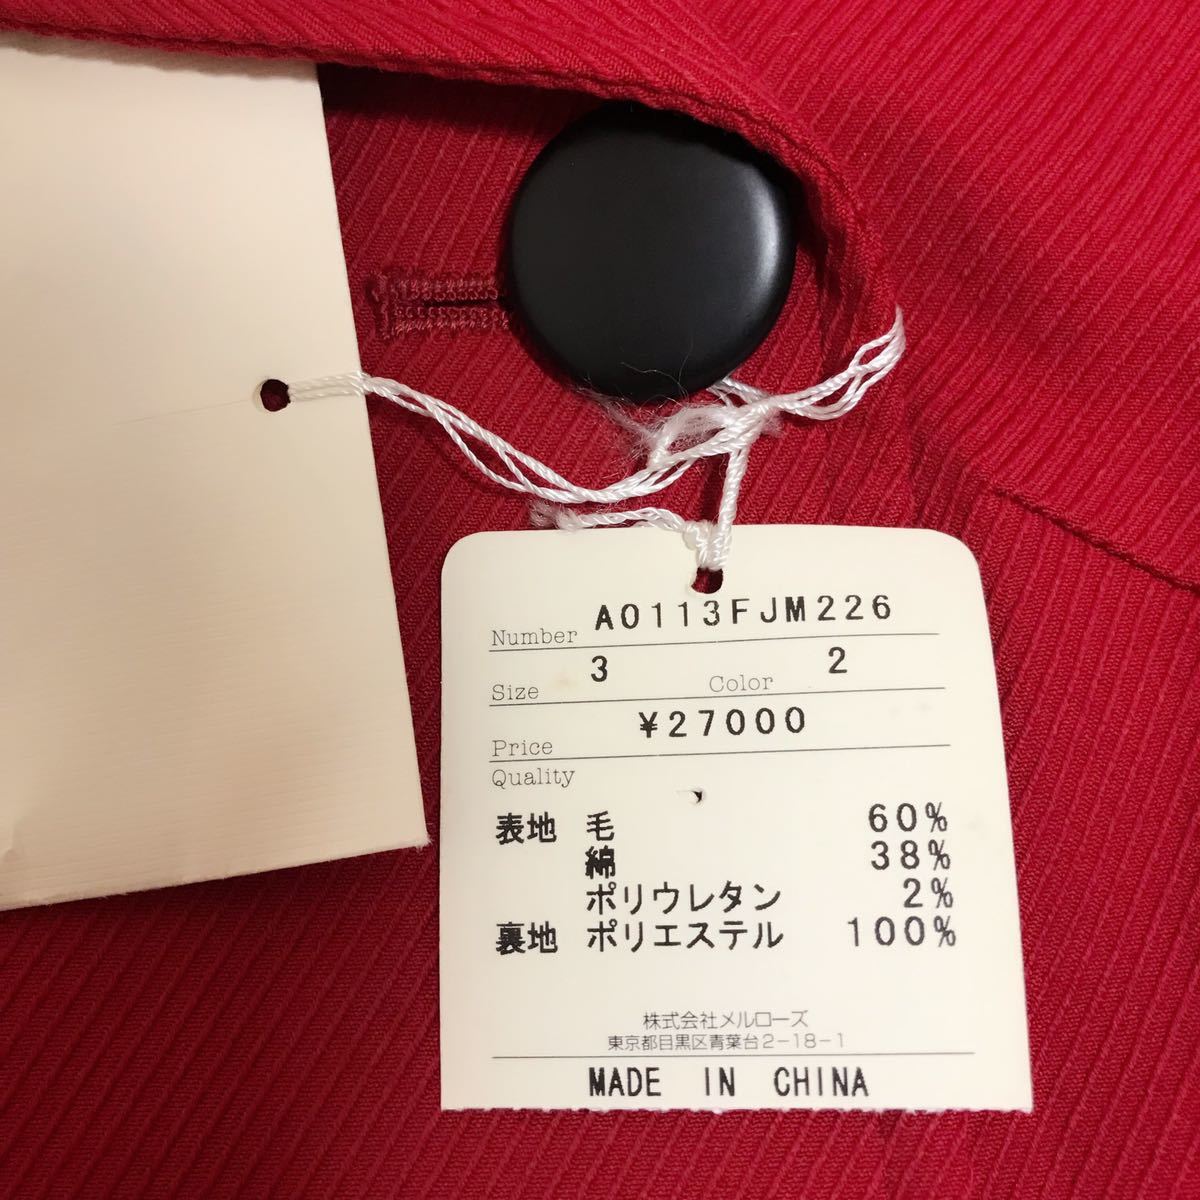 Number A0113FJM226
Size 3 Color 2
Price ¥27000
Quality
表地 毛 60%
綿 38%
ポリウレタン 2%
裏地 ポリエステル 100%
株式会社メルローズ
東京都目黒区青葉台2-18-1
MADE IN CHINA